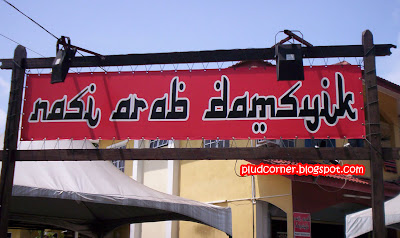 nasi arab damsyik
pludcorner.blogspot.com